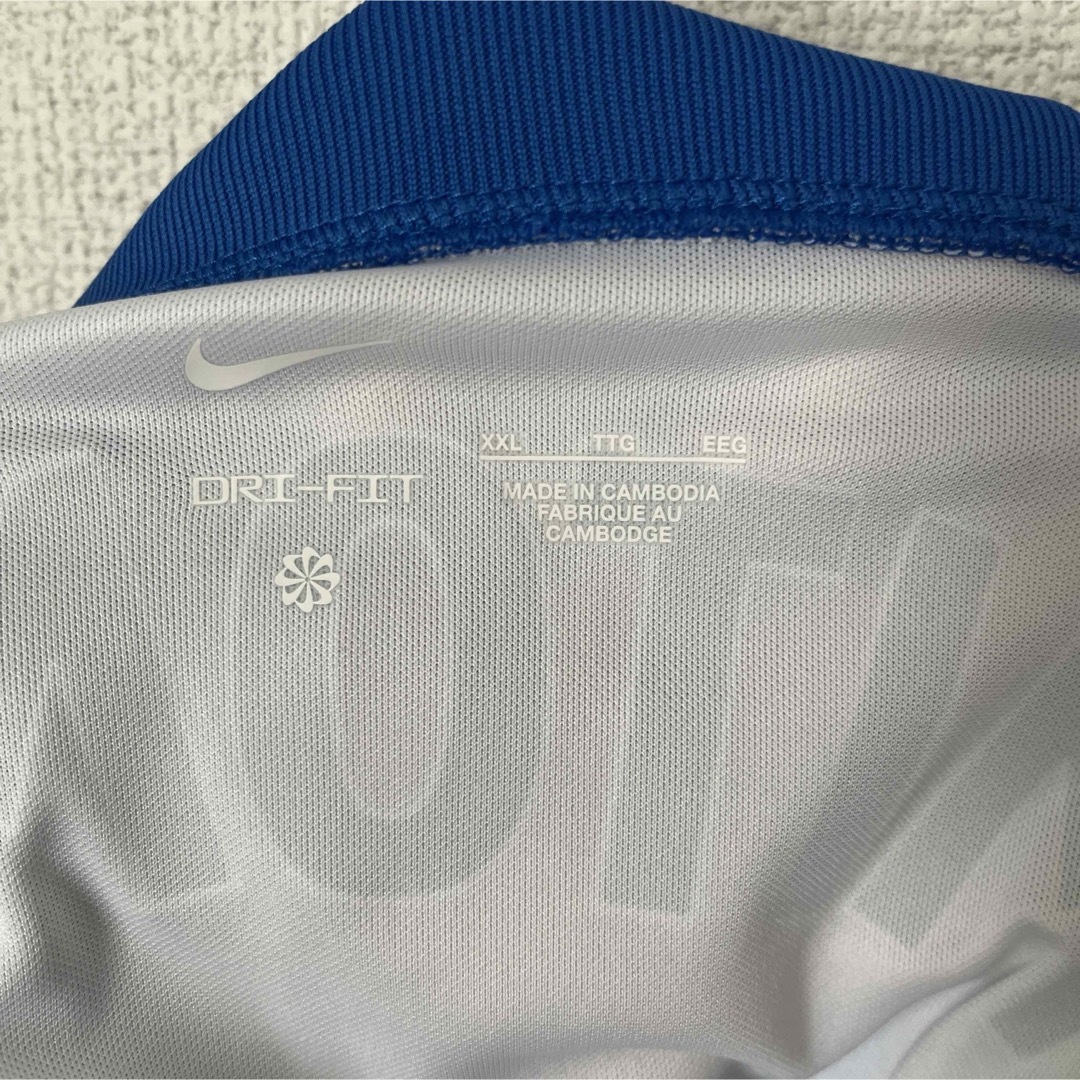 XXL TTG EEG
DRI-FIT
MADE IN CAMBODIA
FABRIQUE AU
CAMBODGE